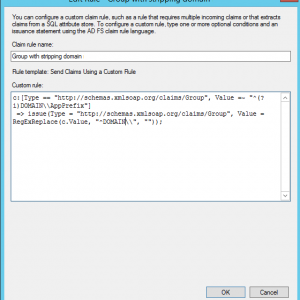 Edit Rule - Group with stripping domain
You can configure a custom claim rule, such as a rule that requires multiple incoming claims or that extracts
claims from a SQL attribute store. To configure a custom rule, type one or more optional conditions and an
issuance statement using the AD FS claim rule language.
Claim rule name:
Group with stripping domain
Rule template: Send Claims Using a Custom Rule
Custom rule:
c:[Type == "http://schemas.xmlsoap.org/claims/Group", Value =~ "^(?
i)DOMAIN\\AppPrefix"]
=> issue(Type = "http://schemas.xmlsoap.org/claims/Group", Value =
RegExReplace(c.Value, "^DOMAIN\\", ""));
OK
Cancel